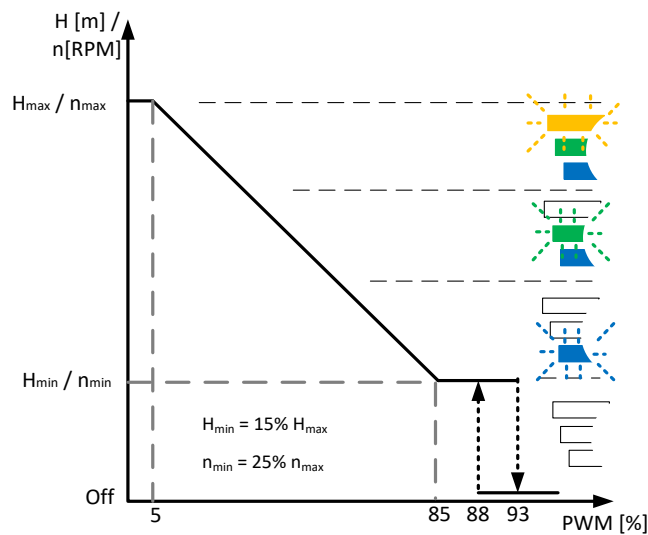 H [m] /
n[RPM]
Hmax / nmax
Hmin / nmin
Hmin = 15% Hmax
nmin = 25% nmax
Off
5
85
88
93
PWM [%]